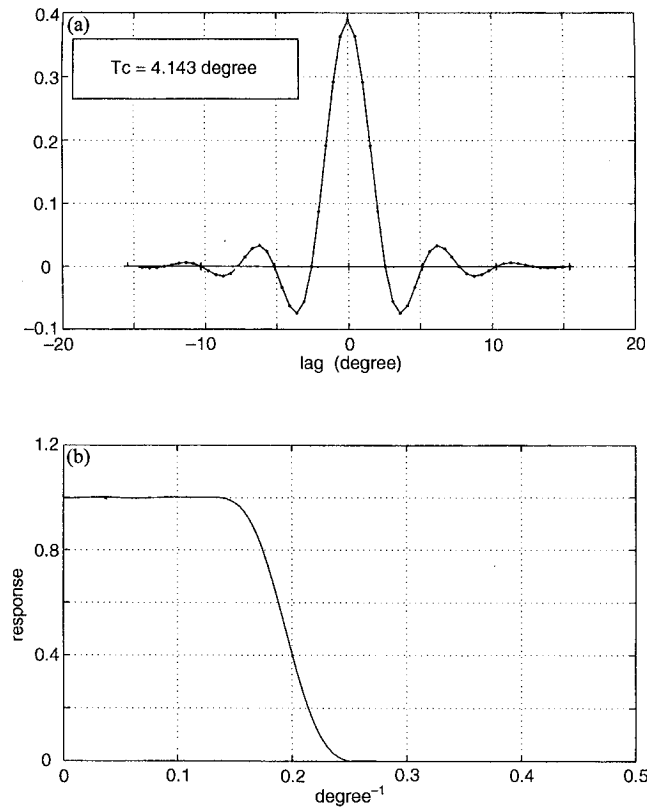 (a)
0.4
Tc = 4.143 degree
0.3
0.2
0.1
0
−0.1
−20 −10 0 10 20
lag (degree)
(b)
1.2
0.8
response
0.4
0
0 0.1 0.2 0.3 0.4 0.5
degree⁻¹